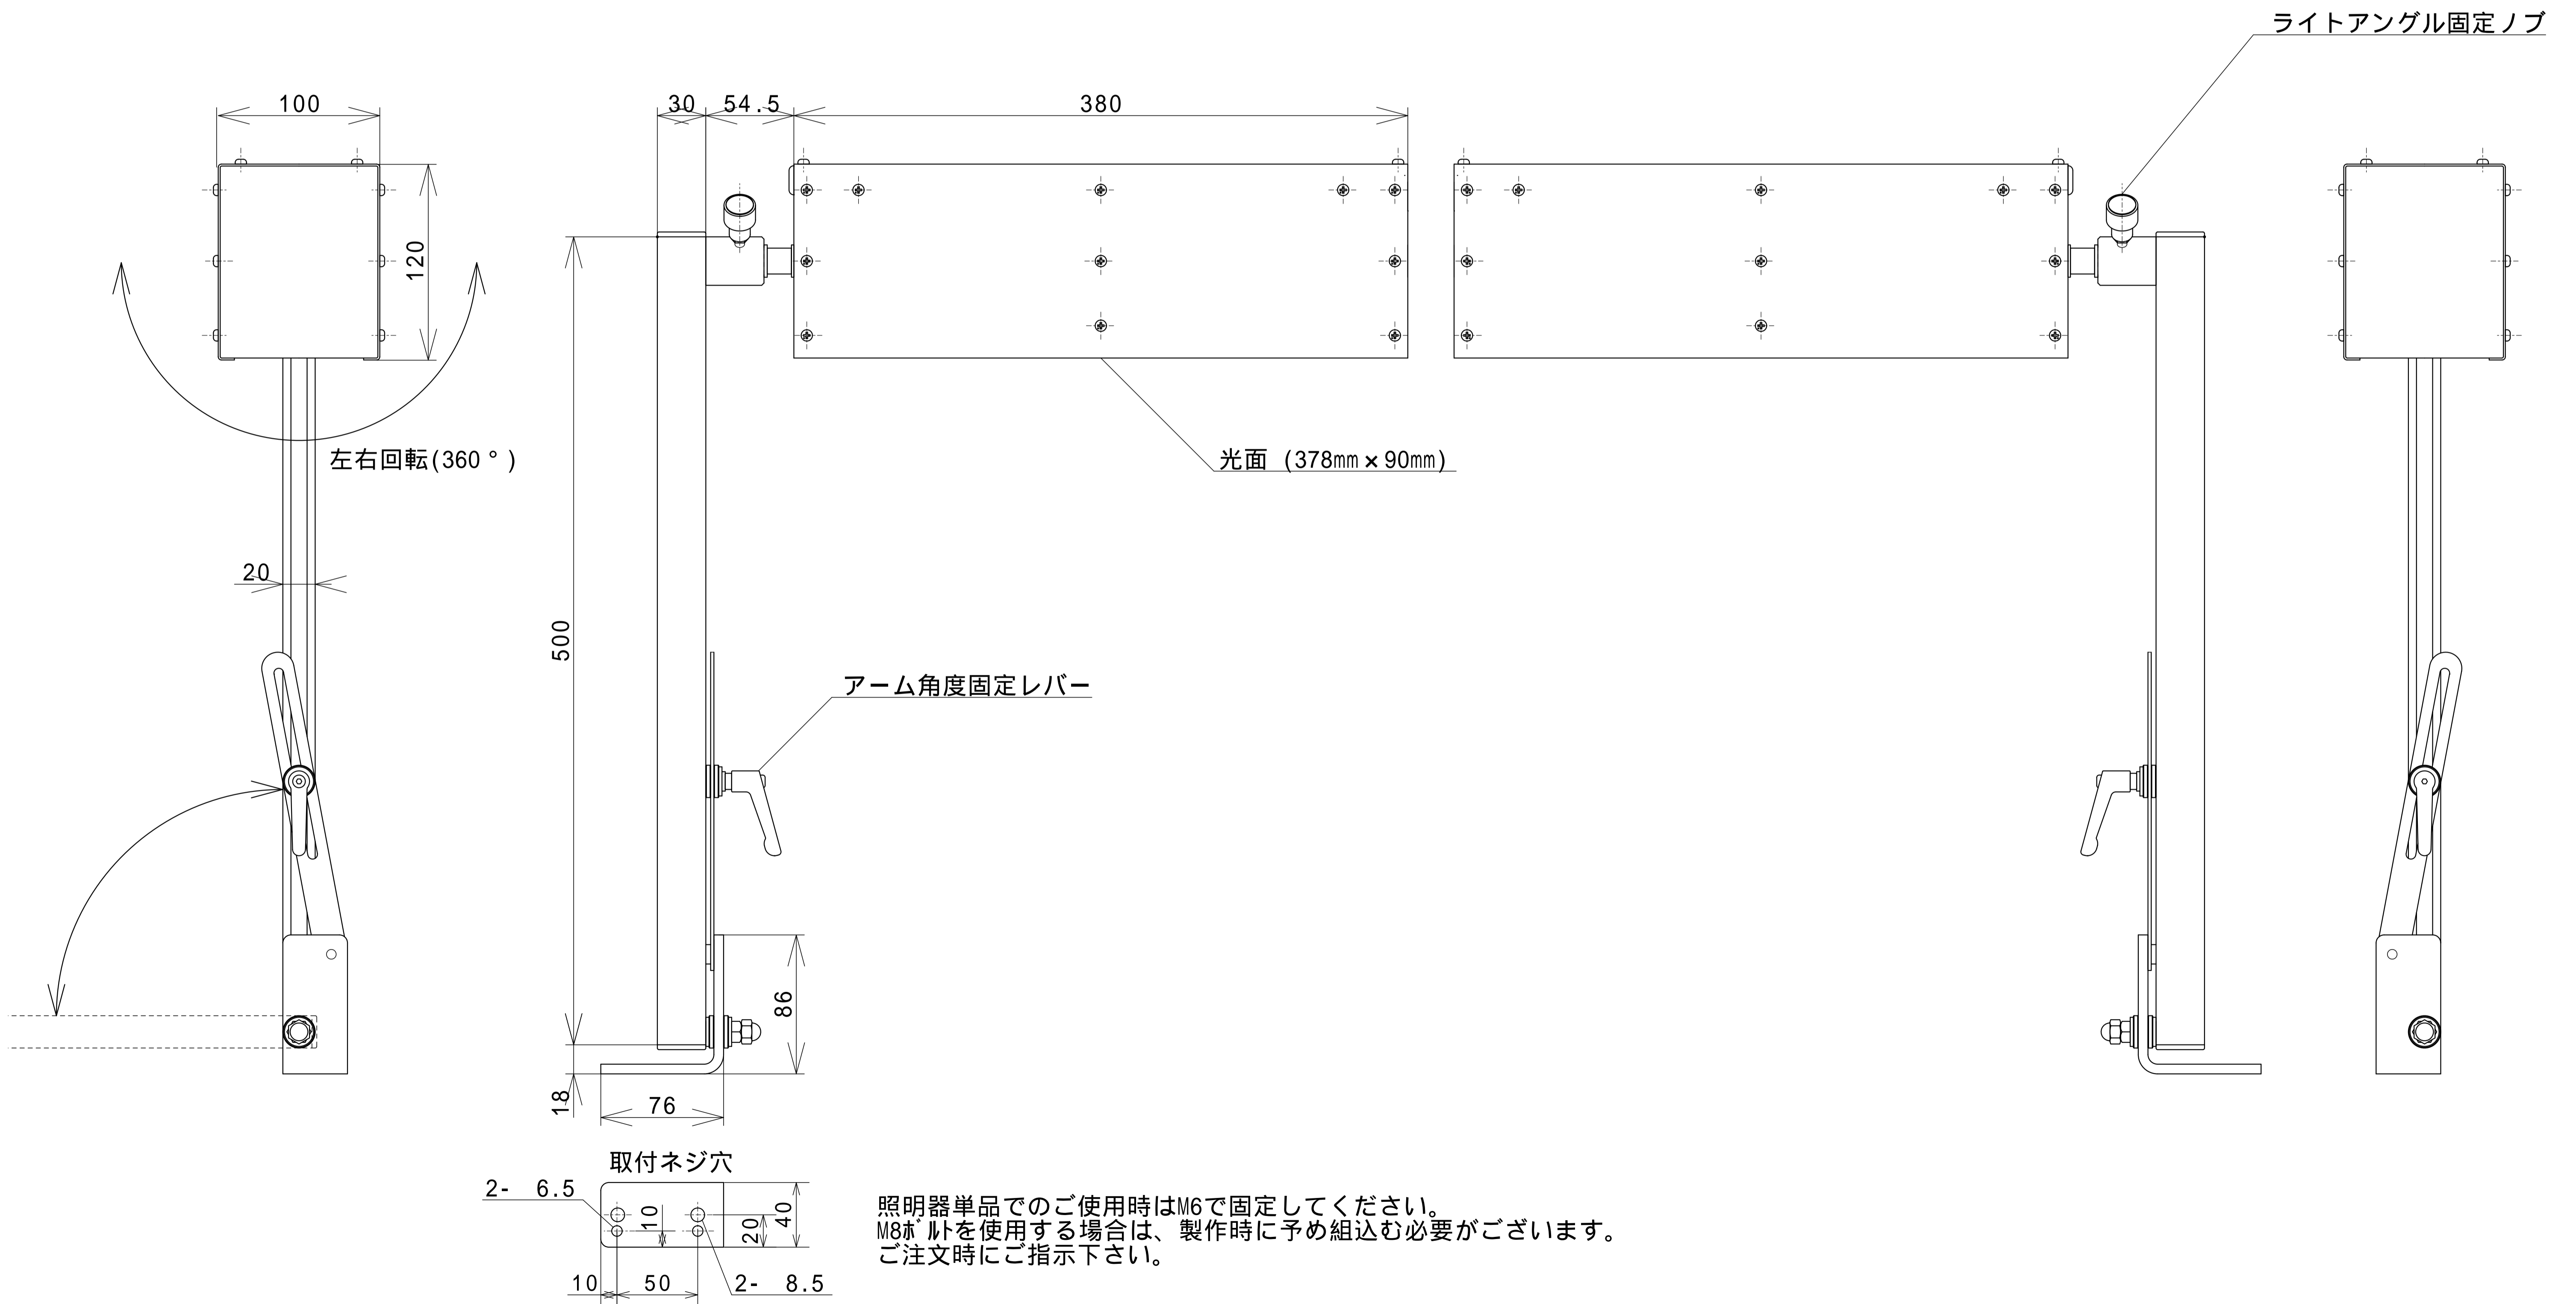 ライトアングル固定ノブ
100
30
54.5
380
120
左右回転(360°)
光面 (378mm×90mm)
20
500
アーム角度固定レバー
86
18
76
取付ネジ穴
2- 6.5
10
20
40
10
50
2- 8.5
照明器単品でのご使用時はM6で固定してください。
M8ﾎﾞﾙﾄを使用する場合は、製作時に予め組込む必要がございます。
ご注文時にご指示下さい。